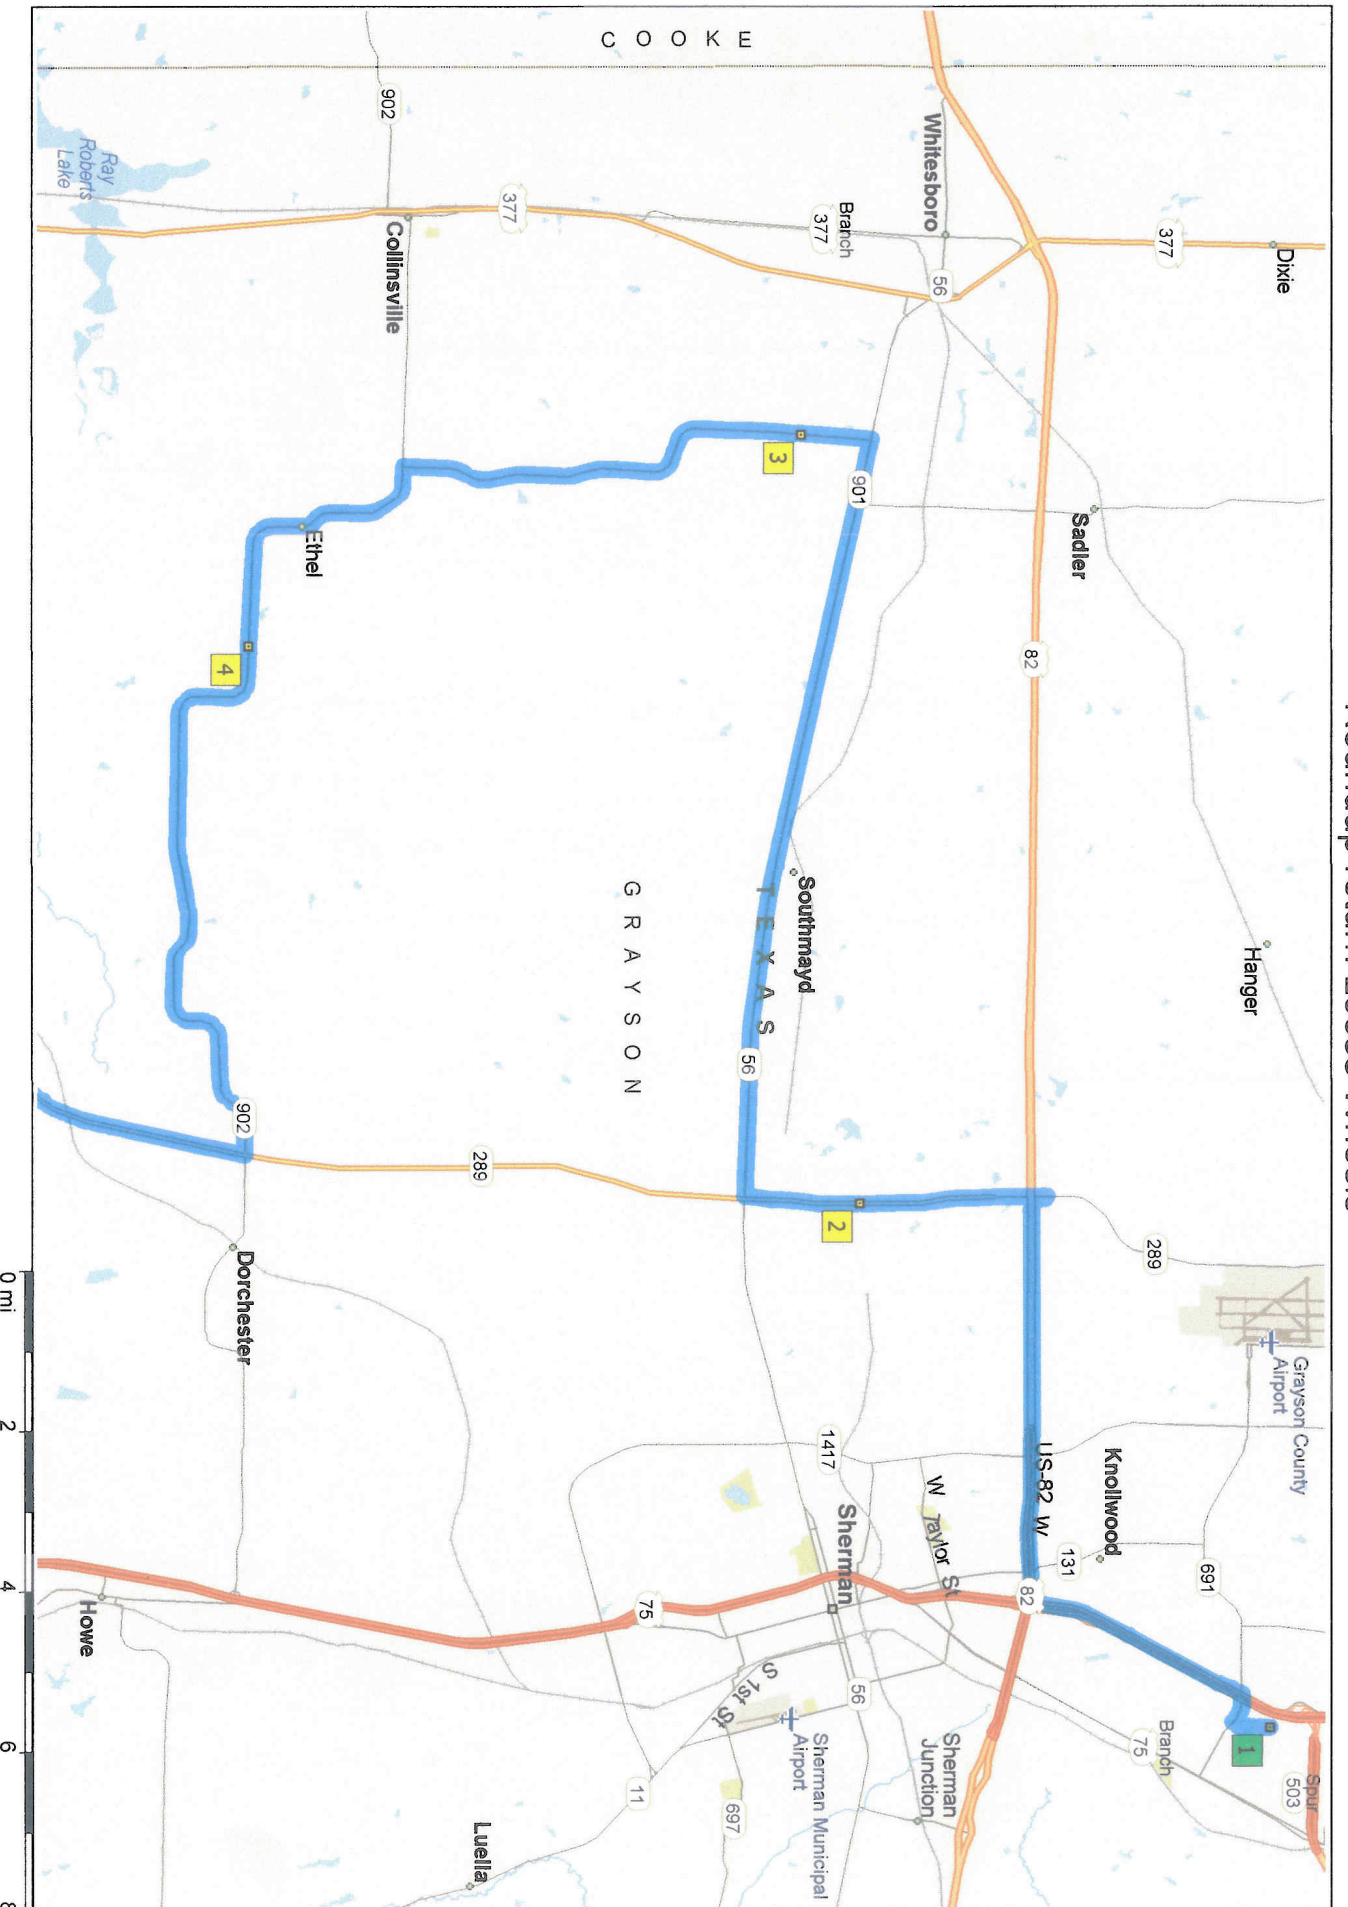 COOKE
902
Ray
Roberts
Lake
Collinsville
377
Branch
377
Whitesboro
56
377
Dixie
3
901
Sadler
Ethel
4
82
GRAYSON
TEXAS
Southmayd
56
Hanger
902
289
2
289
Dorchester
Grayson County
Airport
1417
W Taylor St
US-82 W
Knollwood
Sherman
131
691
82
75
Howe
S 1st St
56
Sherman Municipal
Airport
Sherman
Junction
Branch
75
1
Spur
503
11
697
Luella
0 mi
2
4
6
8